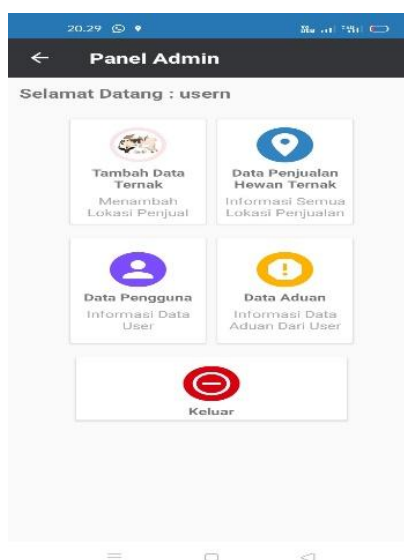 20.29
Panel Admin
Selamat Datang : usern
Tambah Data
Ternak
Menambah
Lokasi Penjual
Data Penjualan
Hewan Ternak
Informasi Semua
Lokasi Penjualan
Data Pengguna
Informasi Data
User
Data Aduan
Informasi Data
Aduan Dari User
Keluar